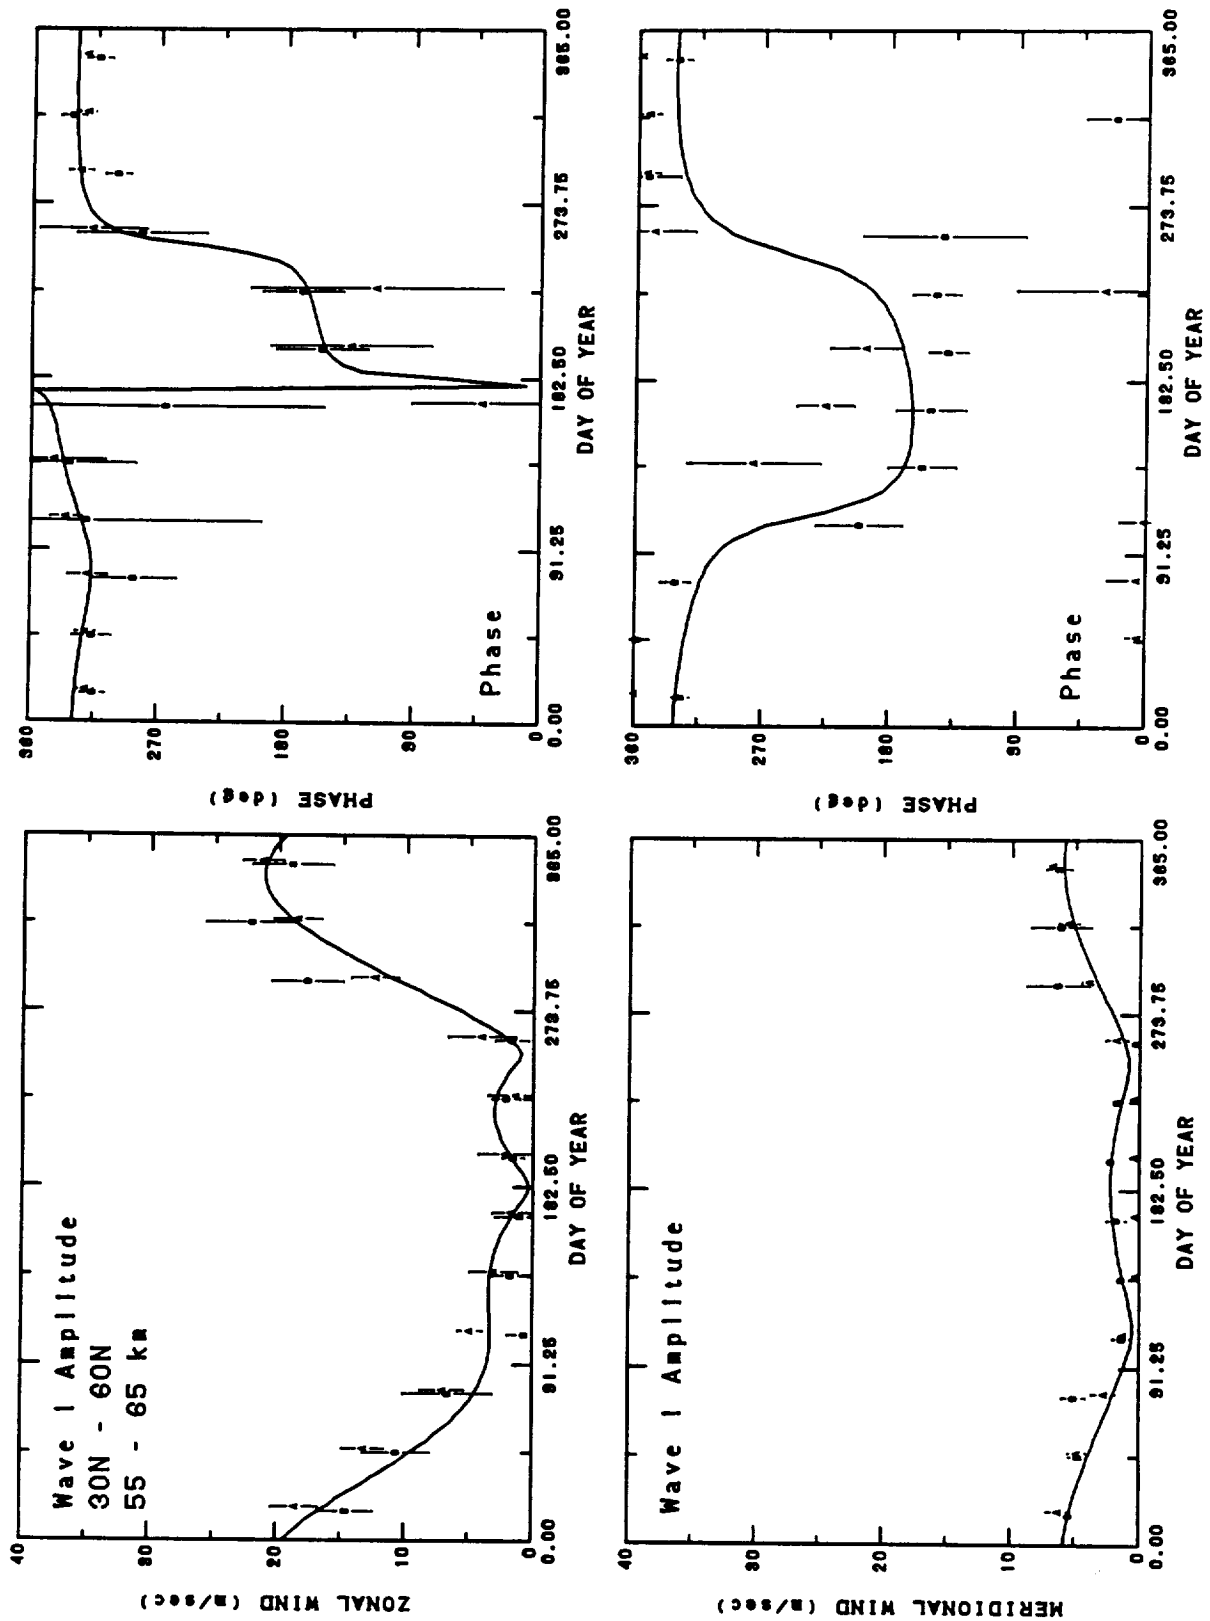 ZONAL WIND (m/sec)
40
30
20
10
0
Wave 1 Amplitude
30N - 60N
55 - 65 km
0.00 91.25 182.50 273.75 365.00
DAY OF YEAR
PHASE (deg)
360
270
180
90
0
Phase
0.00 91.25 182.50 273.75 365.00
DAY OF YEAR
MERIDIONAL WIND (m/sec)
40
30
20
10
0
Wave 1 Amplitude
0.00 91.25 182.50 273.75 365.00
DAY OF YEAR
PHASE (deg)
360
270
180
90
0
Phase
0.00 91.25 182.50 273.75 365.00
DAY OF YEAR